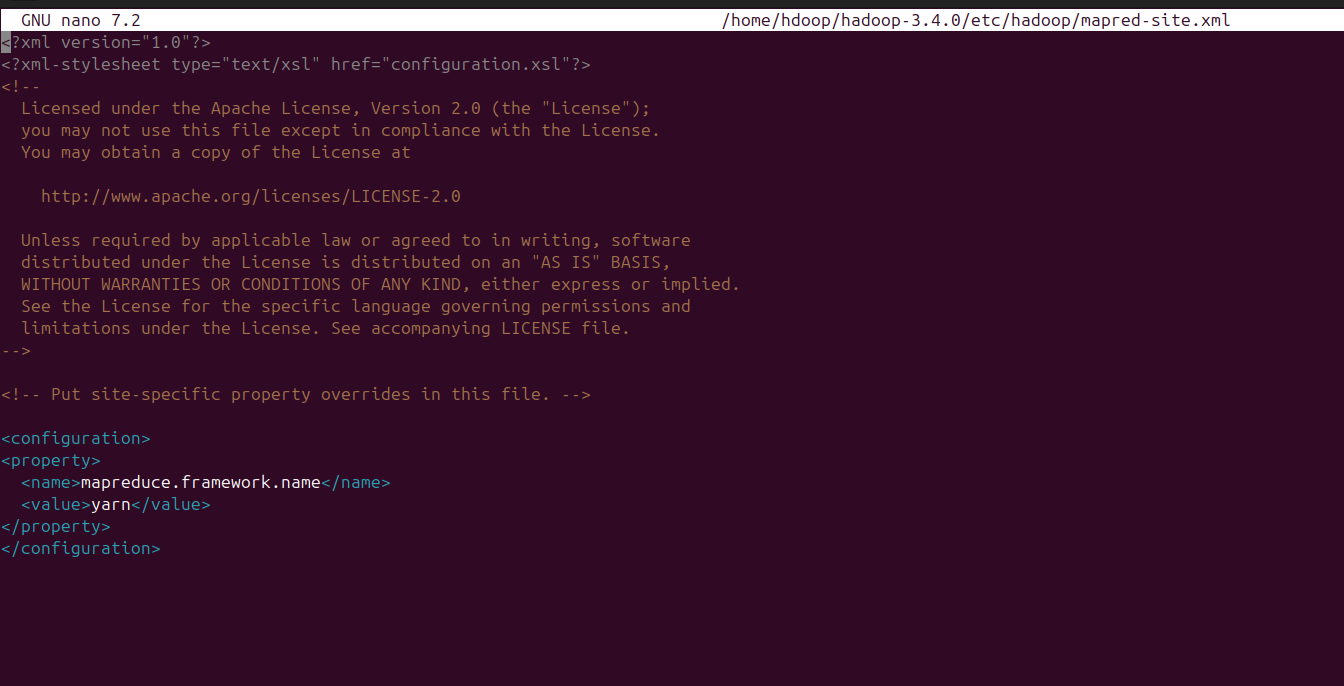 GNU nano 7.2 /home/hdoop/hadoop-3.4.0/etc/hadoop/mapred-site.xml
<?xml version="1.0"?>
<?xml-stylesheet type="text/xsl" href="configuration.xsl"?>
<!--
  Licensed under the Apache License, Version 2.0 (the "License");
  you may not use this file except in compliance with the License.
  You may obtain a copy of the License at

    http://www.apache.org/licenses/LICENSE-2.0

  Unless required by applicable law or agreed to in writing, software
  distributed under the License is distributed on an "AS IS" BASIS,
  WITHOUT WARRANTIES OR CONDITIONS OF ANY KIND, either express or implied.
  See the License for the specific language governing permissions and
  limitations under the License. See accompanying LICENSE file.
-->

<!-- Put site-specific property overrides in this file. -->

<configuration>
<property>
  <name>mapreduce.framework.name</name>
  <value>yarn</value>
</property>
</configuration>